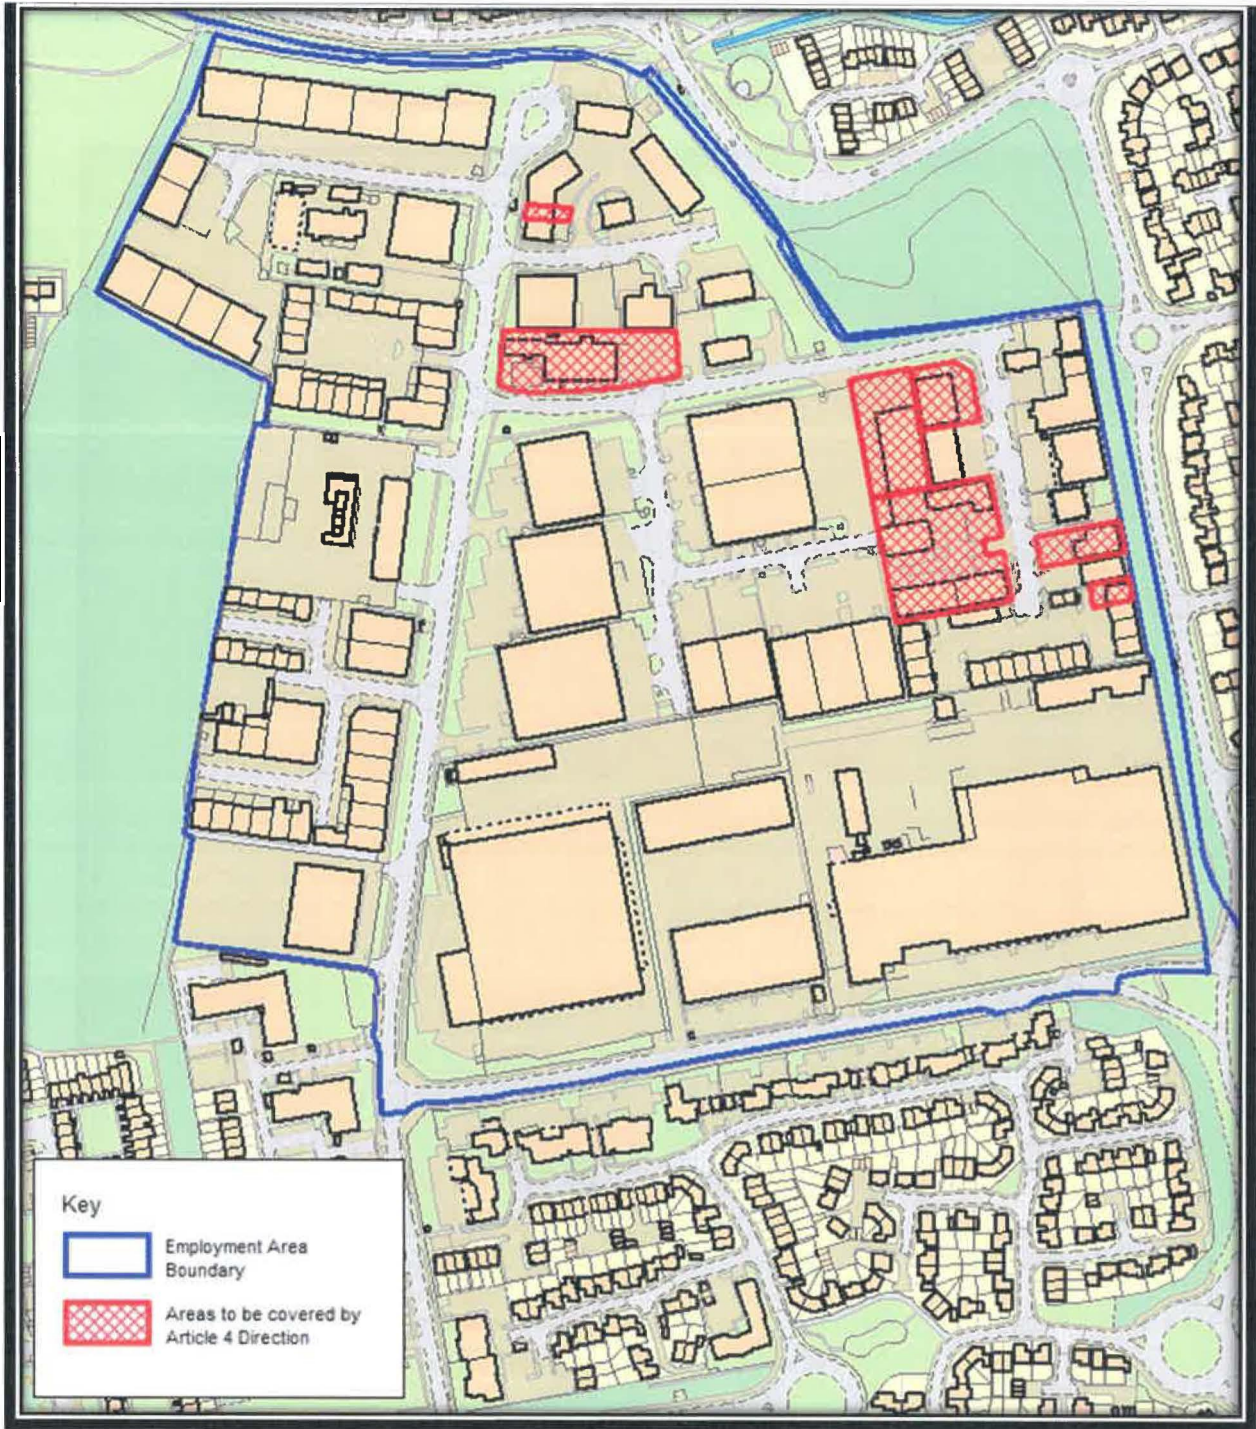 Key
Employment Area
Boundary
Areas to be covered by
Article 4 Direction